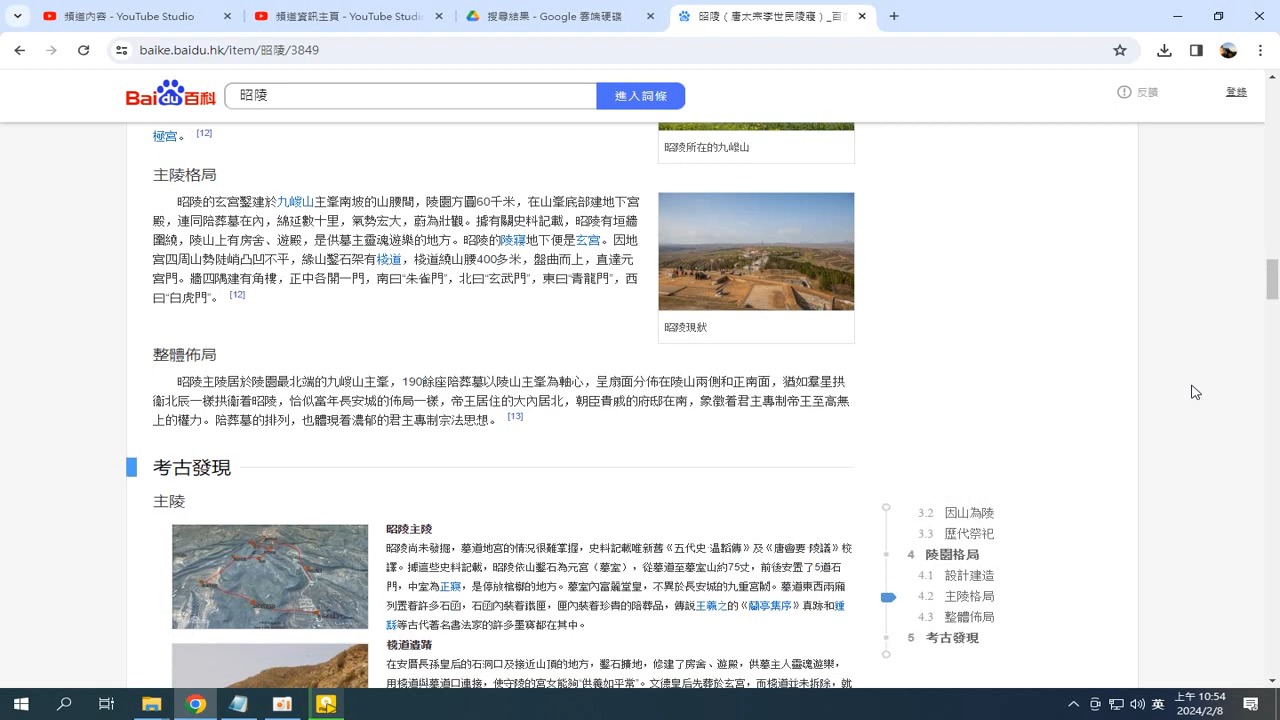 頻道內容 - YouTube Studio
頻道資訊主頁 - YouTube Studi
搜尋結果 - Google 雲端硬碟
昭陵（唐太宗李世民陵寢）_百
baike.baidu.hk/item/昭陵/3849
Baidu百科
昭陵
進入詞條
反饋
登錄
極宮。 [12]
昭陵所在的九嵕山
主陵格局
昭陵的玄宮鑿建於九嵕山主峯南坡的山腰間，陵園方圓60千米，在山峯底部建地下宮
殿，連同陪葬墓在內，綿延數十里，氣勢宏大，蔚為壯觀。據有關史料記載，昭陵有垣牆
圍繞，陵山上有房舍、遊殿，是供墓主靈魂遊樂的地方。昭陵的陵寢地下便是玄宮。因地
宮四周山勢陡峭凸凹不平，緣山鑿石架有棧道，棧道繞山腰400多米，盤曲而上，直達元
宮門。牆四隅建有角樓，正中各開一門，南曰“朱雀門”，北曰“玄武門”，東曰“青龍門”，西
曰“白虎門”。 [12]
昭陵現狀
整體佈局
昭陵主陵居於陵園最北端的九嵕山主峯，190餘座陪葬墓以陵山主峯為軸心，呈扇面分佈在陵山兩側和正南面，猶如羣星拱
衞北辰一樣拱衞着昭陵，恰似當年長安城的佈局一樣，帝王居住的大內居北，朝臣貴戚的府邸在南，象徵着君主專制帝王至高無
上的權力。陪葬墓的排列，也體現着濃郁的君主專制宗法思想。 [13]
考古發現
主陵
昭陵主陵
昭陵尚未發掘，墓道地宮的情況很難掌握，史料記載唯新舊《五代史·溫韜傳》及《唐會要·陵議》校
詳。據這些史料記載，昭陵依山鑿石為元宮（墓室），從墓道至墓室山約75丈，前後安置了5道石
門，中室為正寢，是停放棺槨的地方。墓室內富麗堂皇，不異於長安城的九重宮闕。墓道東西兩廂
列置着許多石函，石函內裝着鐵匣，匣內裝着珍貴的陪葬品，傳説王羲之的《蘭亭集序》真跡和鍾
繇等古代著名書法家的許多墨寶都在其中。
棧道遺蹟
在安厝長孫皇后的石洞口及接近山頂的地方，鑿石擴地，修建了房舍、遊殿，供墓主人靈魂遊樂，
用棧道與墓道口連接，使守陵的宮女能夠“供養如平常”。文德皇后先葬於玄宮，而棧道並未拆除，就
3.2 因山為陵
3.3 歷代祭祀
4 陵園格局
4.1 設計建造
4.2 主陵格局
4.3 整體佈局
5 考古發現
英
上午 10:54
2024/2/8